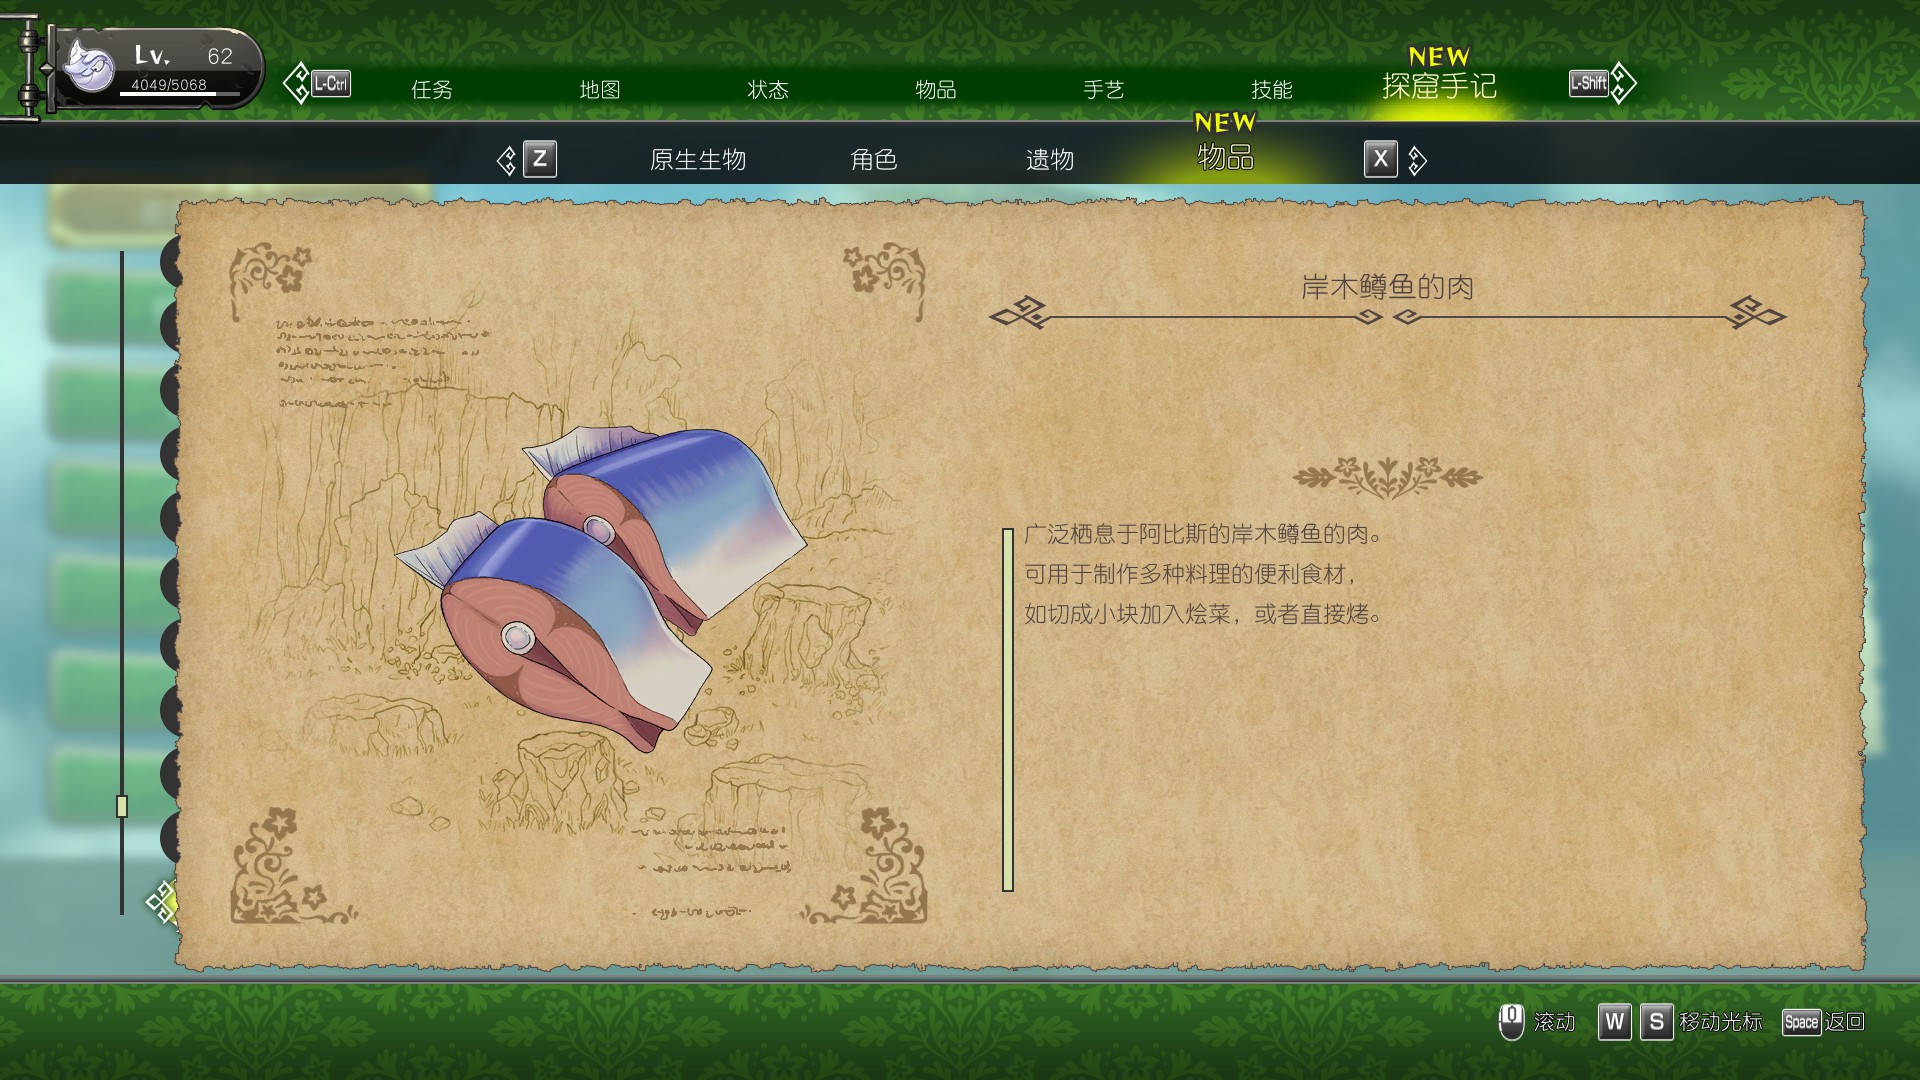 Lv. 62
4049/5068
L-Ctrl 任务 地图 状态 物品 手艺 技能 NEW 探窟手记 L-Shift
Z 原生生物 角色 遗物 NEW 物品 X
岸木鳟鱼的肉
广泛栖息于阿比斯的岸木鳟鱼的肉。
可用于制作多种料理的便利食材，
如切成小块加入烩菜，或者直接烤。
滚动 W S 移动光标 Space 返回